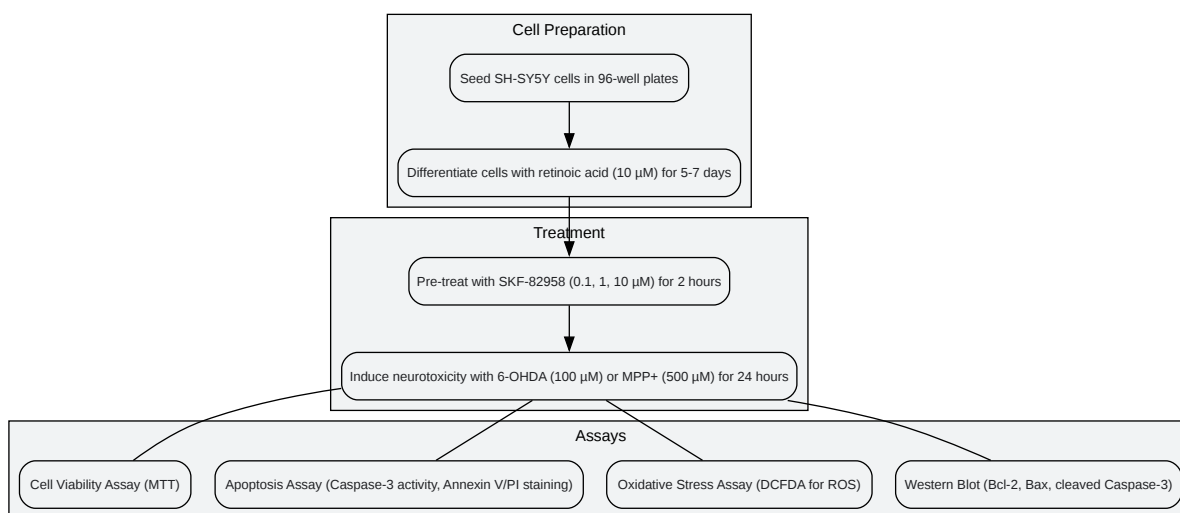 Cell Preparation
Seed SH-SY5Y cells in 96-well plates
Differentiate cells with retinoic acid (10 µM) for 5-7 days
Treatment
Pre-treat with SKF-82958 (0.1, 1, 10 µM) for 2 hours
Induce neurotoxicity with 6-OHDA (100 µM) or MPP+ (500 µM) for 24 hours
Assays
Cell Viability Assay (MTT)
Apoptosis Assay (Caspase-3 activity, Annexin V/PI staining)
Oxidative Stress Assay (DCFDA for ROS)
Western Blot (Bcl-2, Bax, cleaved Caspase-3)